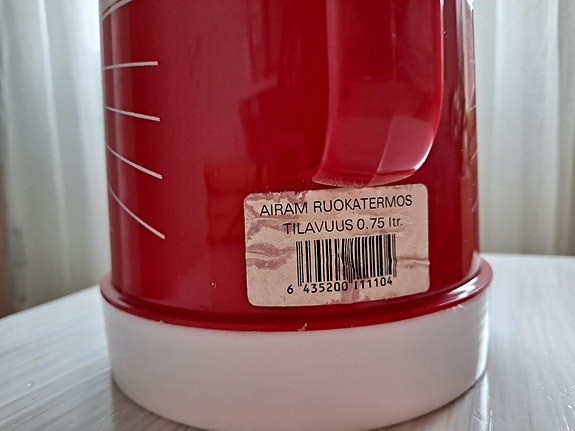 AIRAM RUOKATERMOS
TILAVUUS 0.75 ltr.
6 435200 111104